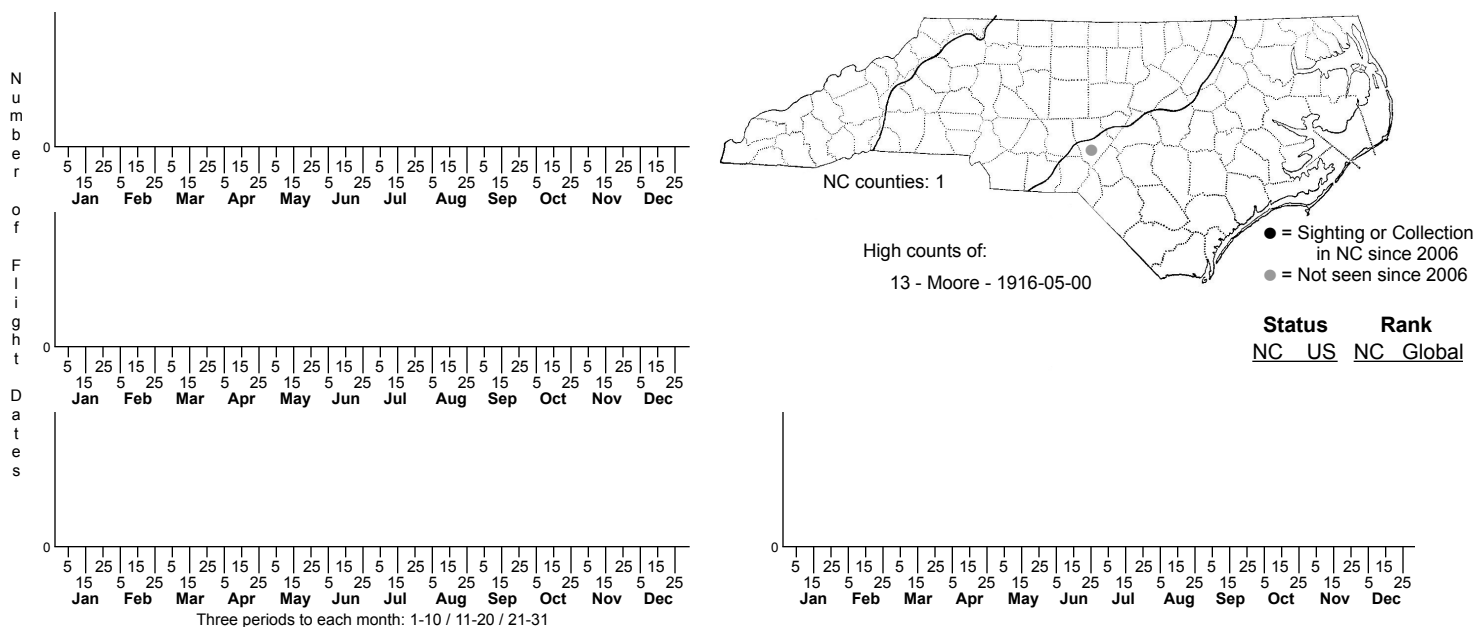 Number of Flight Dates
0
5 15 25 5 15 25 5 15 25 5 15 25 5 15 25 5 15 25 5 15 25 5 15 25 5 15 25 5 15 25 5 15 25 5 15 25
Jan Feb Mar Apr May Jun Jul Aug Sep Oct Nov Dec
0
5 15 25 5 15 25 5 15 25 5 15 25 5 15 25 5 15 25 5 15 25 5 15 25 5 15 25 5 15 25 5 15 25 5 15 25
Jan Feb Mar Apr May Jun Jul Aug Sep Oct Nov Dec
0
5 15 25 5 15 25 5 15 25 5 15 25 5 15 25 5 15 25 5 15 25 5 15 25 5 15 25 5 15 25 5 15 25 5 15 25
Jan Feb Mar Apr May Jun Jul Aug Sep Oct Nov Dec
Three periods to each month: 1-10 / 11-20 / 21-31
NC counties: 1
High counts of:
13 - Moore - 1916-05-00
= Sighting or Collection
in NC since 2006
= Not seen since 2006
Status Rank
NC US NC Global
0
5 15 25 5 15 25 5 15 25 5 15 25 5 15 25 5 15 25 5 15 25 5 15 25 5 15 25 5 15 25 5 15 25 5 15 25
Jan Feb Mar Apr May Jun Jul Aug Sep Oct Nov Dec